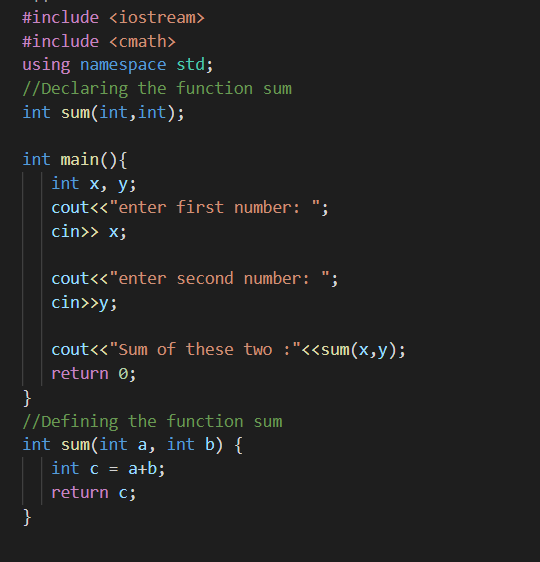 #include <iostream>
#include <cmath>
using namespace std;
//Declaring the function sum
int sum(int,int);

int main(){
    int x, y;
    cout<<"enter first number: ";
    cin>> x;

    cout<<"enter second number: ";
    cin>>y;

    cout<<"Sum of these two :"<<sum(x,y);
    return 0;
}
//Defining the function sum
int sum(int a, int b) {
    int c = a+b;
    return c;
}